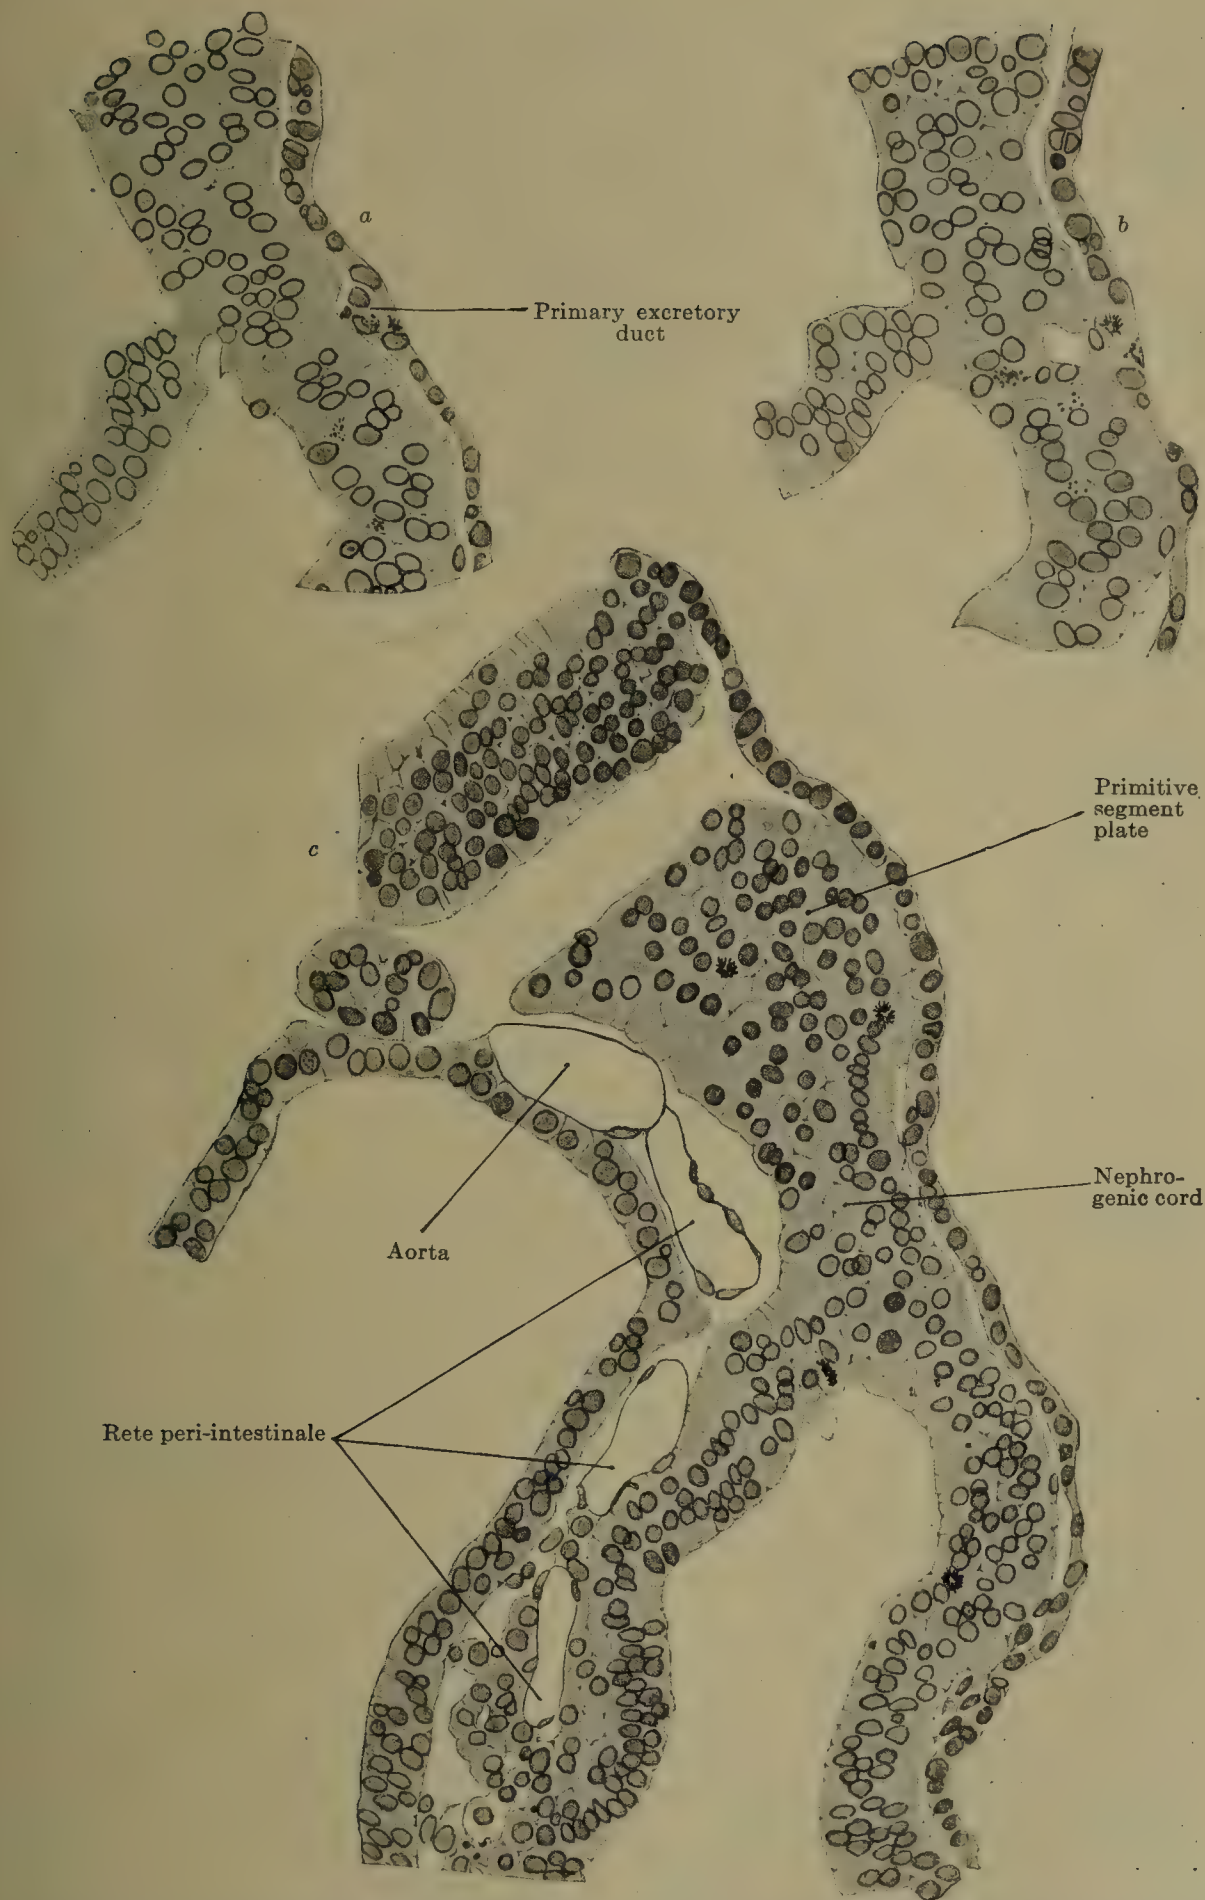 a
b
Primary excretory
duct
Primitive
segment
plate
c
Nephro-
genic cord
Aorta
Rete peri-intestinale